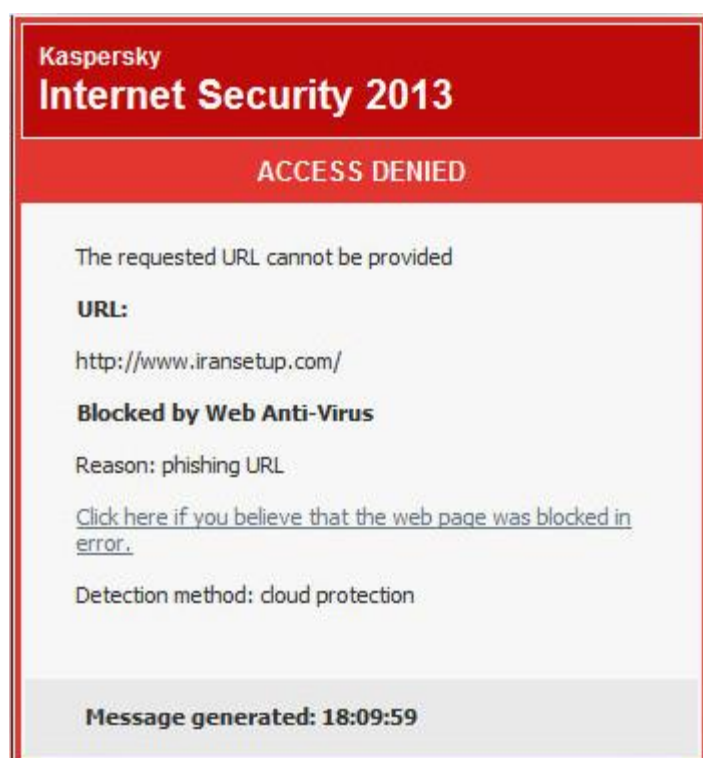 Kaspersky
Internet Security 2013
ACCESS DENIED
The requested URL cannot be provided
URL:
http://www.iransetup.com/
Blocked by Web Anti-Virus
Reason: phishing URL
Click here if you believe that the web page was blocked in
error.
Detection method: cloud protection
Message generated: 18:09:59